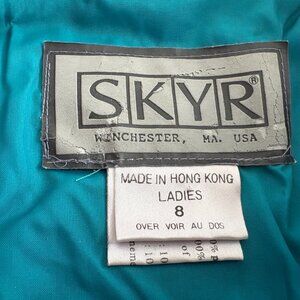 SKYR®
WINCHESTER, MA. USA
MADE IN HONG KONG
LADIES
8
OVER VOIR AU DOS